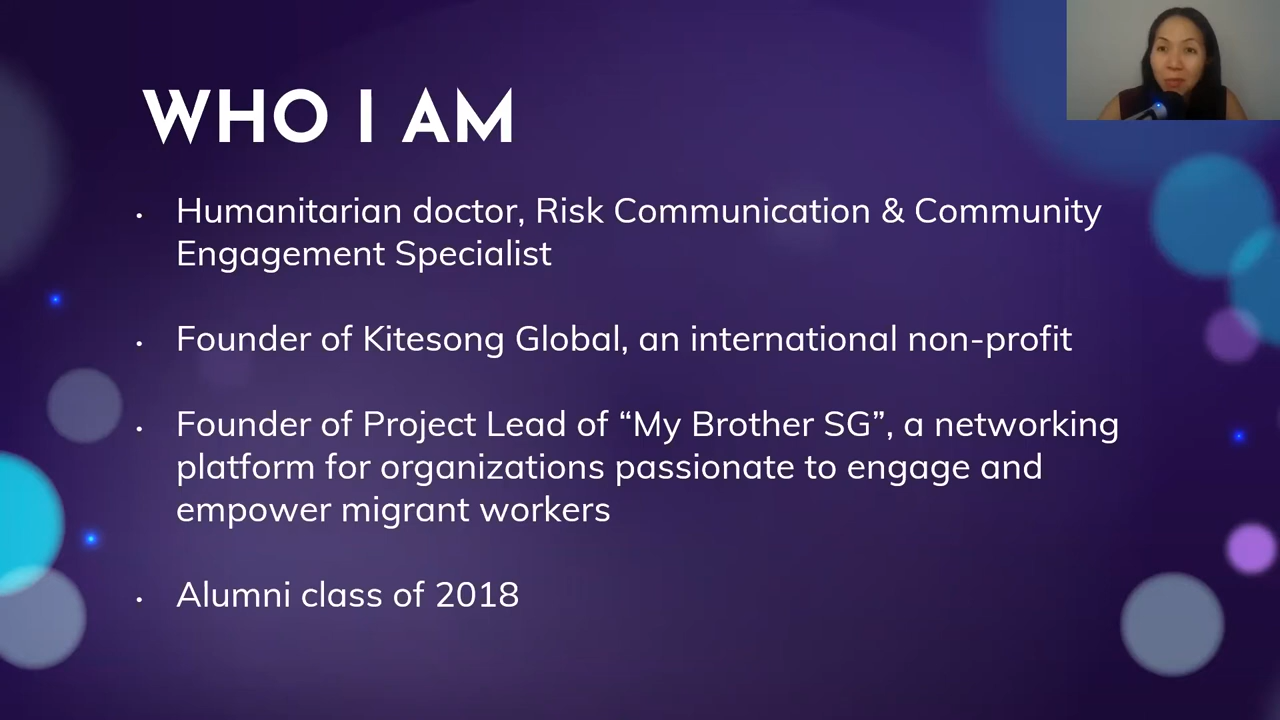 WHO I AM
• Humanitarian doctor, Risk Communication & Community
Engagement Specialist
• Founder of Kitesong Global, an international non-profit
• Founder of Project Lead of “My Brother SG”, a networking
platform for organizations passionate to engage and
empower migrant workers
• Alumni class of 2018